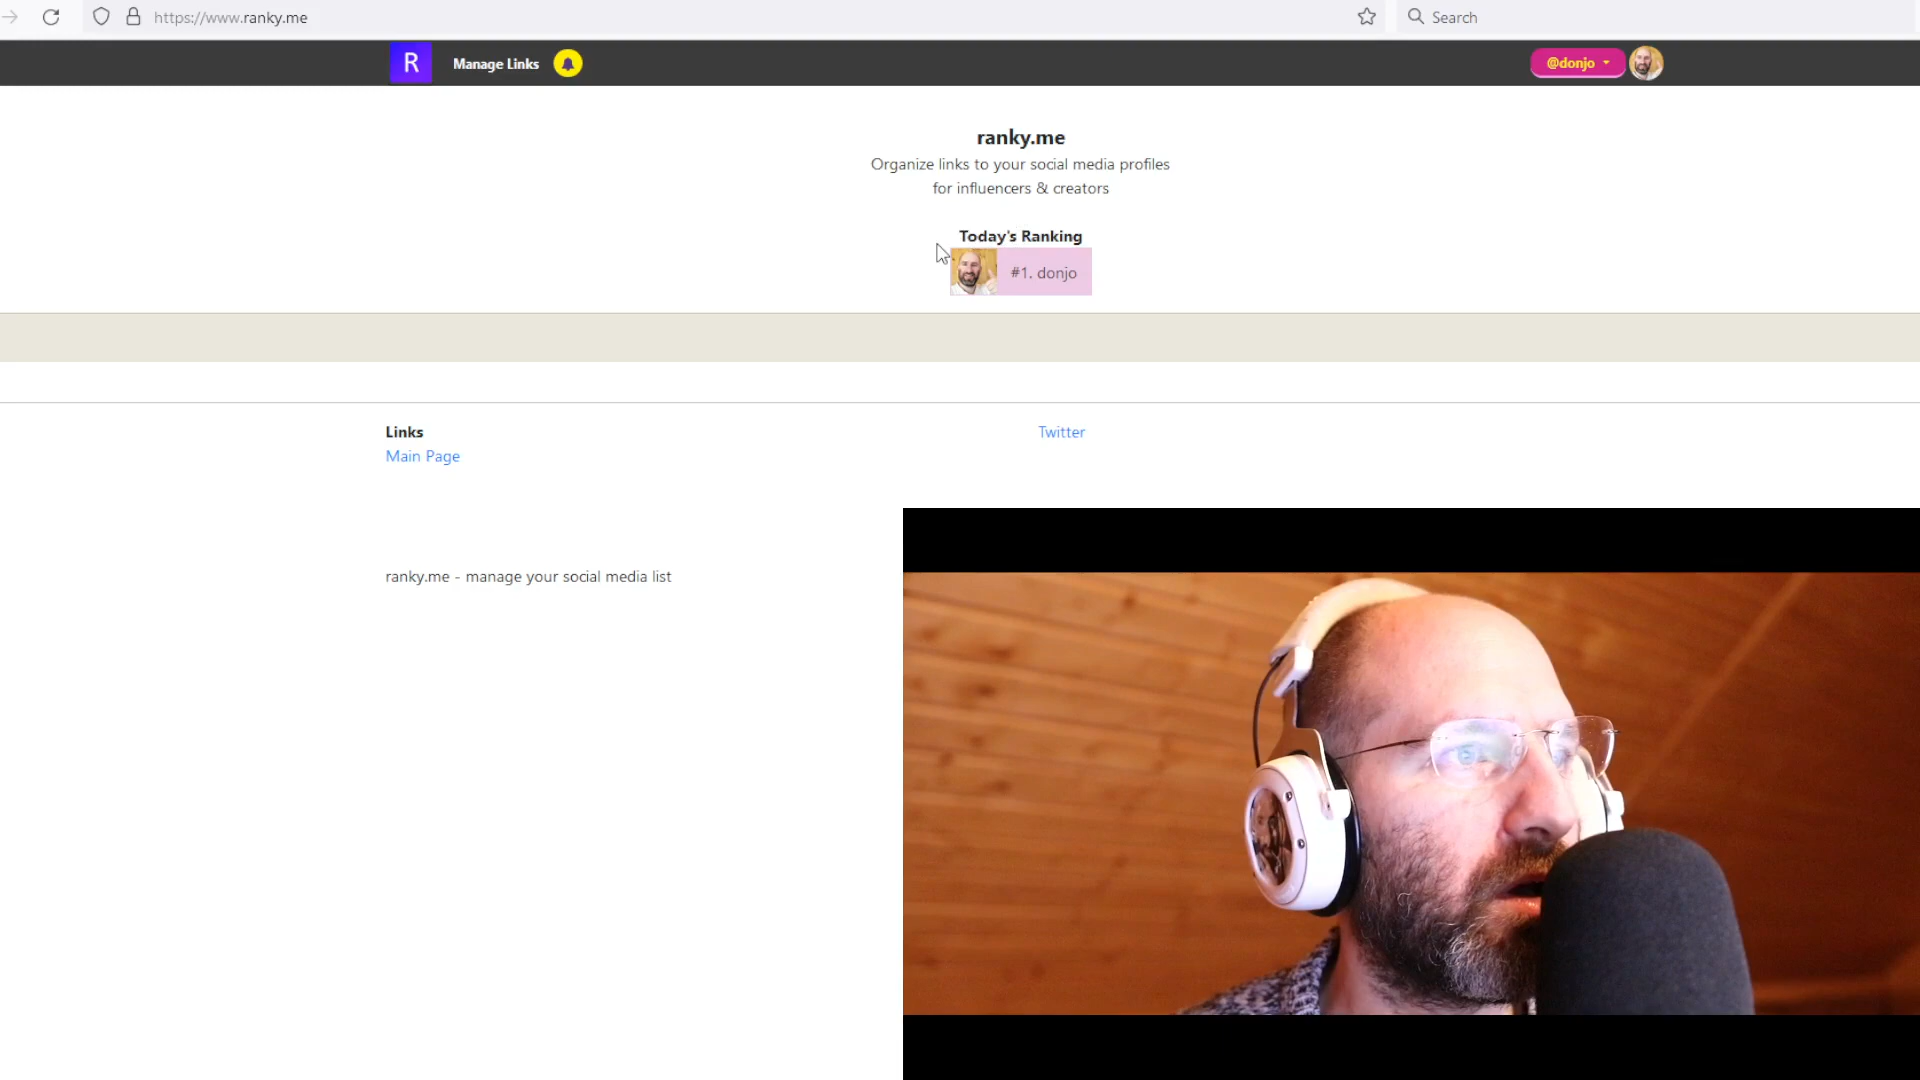 https://www.ranky.me
Search
R
Manage Links
@donjo
ranky.me
Organize links to your social media profiles
for influencers & creators
Today's Ranking
#1. donjo
Links
Twitter
Main Page
ranky.me - manage your social media list